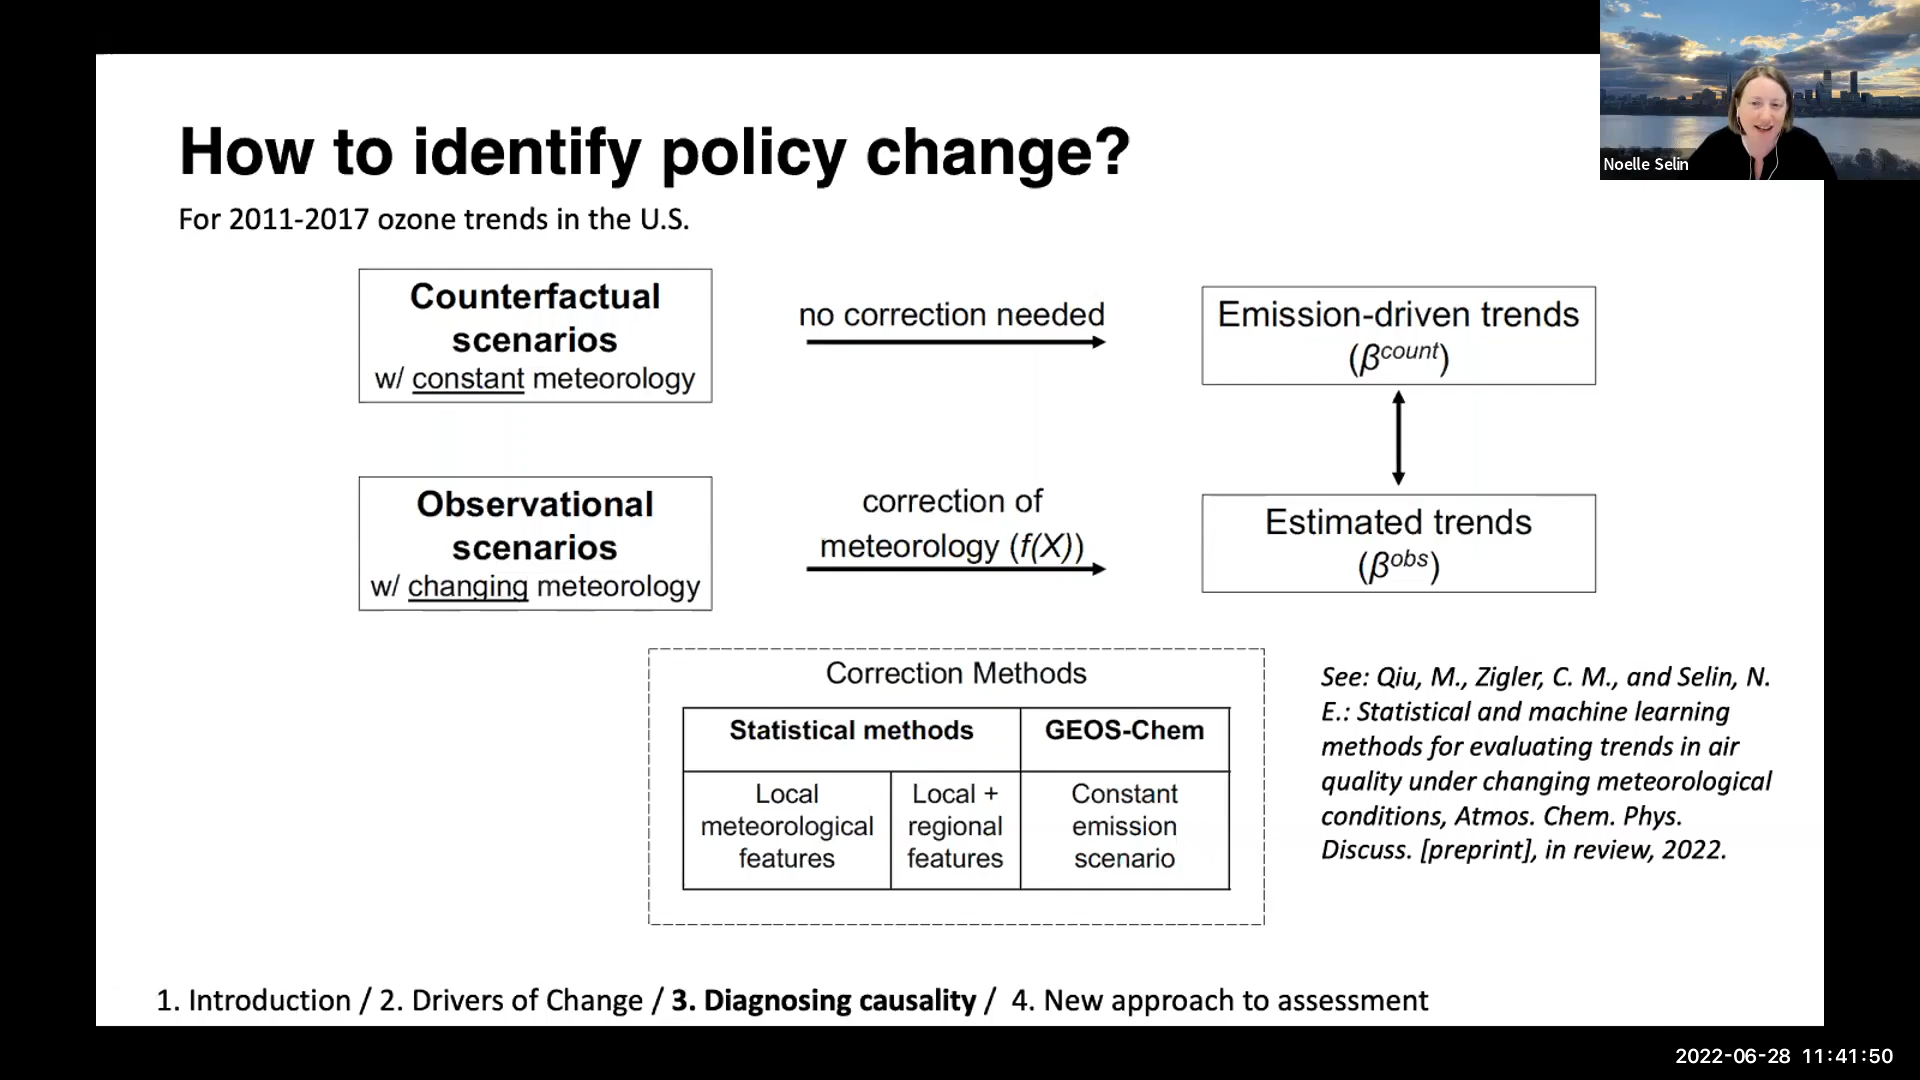 How to identify policy change?
For 2011-2017 ozone trends in the U.S.
Noelle Selin
Counterfactual
scenarios
w/ constant meteorology
no correction needed
Emission-driven trends
(β^count)
Observational
scenarios
w/ changing meteorology
correction of
meteorology (f(X))
Estimated trends
(β^obs)
Correction Methods
Statistical methods
GEOS-Chem
Local
meteorological
features
Local +
regional
features
Constant
emission
scenario
See: Qiu, M., Zigler, C. M., and Selin, N.
E.: Statistical and machine learning
methods for evaluating trends in air
quality under changing meteorological
conditions, Atmos. Chem. Phys.
Discuss. [preprint], in review, 2022.
1. Introduction / 2. Drivers of Change / 3. Diagnosing causality / 4. New approach to assessment
2022-06-28 11:41:50